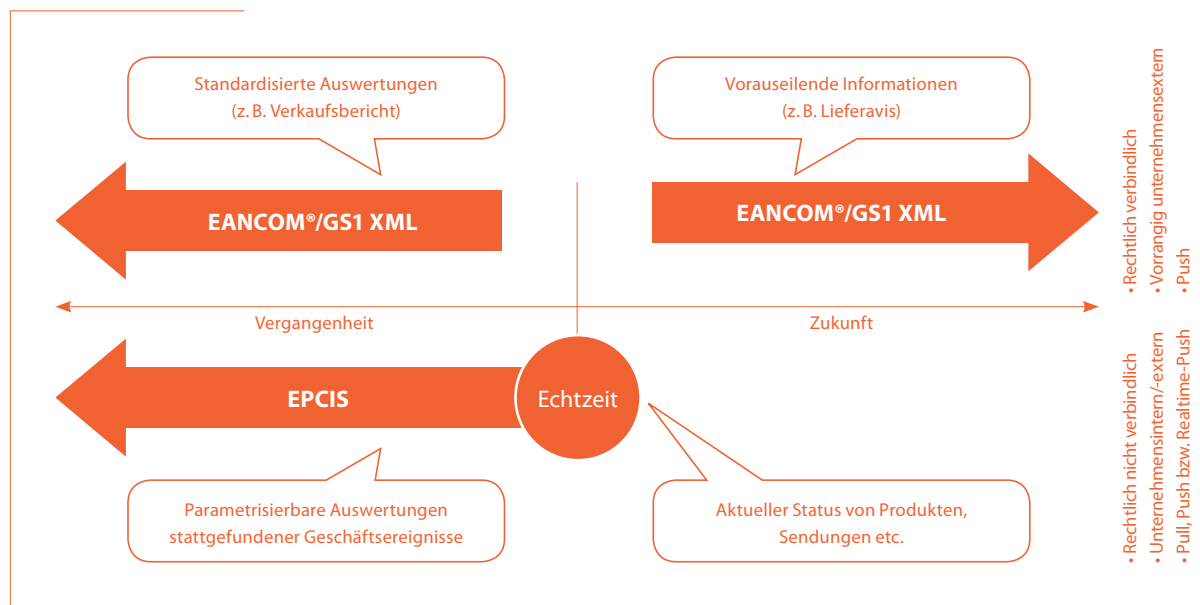 Standardisierte Auswertungen
(z. B. Verkaufsbericht)
Vorauseilende Informationen
(z. B. Lieferavis)
EANCOM®/GS1 XML
EANCOM®/GS1 XML
• Rechtlich verbindlich
• Vorrangig unternehmensextern
• Push
Vergangenheit
Zukunft
EPCIS
Echtzeit
Parametrisierbare Auswertungen
stattgefundener Geschäftsereignisse
Aktueller Status von Produkten,
Sendungen etc.
• Rechtlich nicht verbindlich
• Unternehmensintern/-extern
• Pull, Push bzw. Realtime-Push